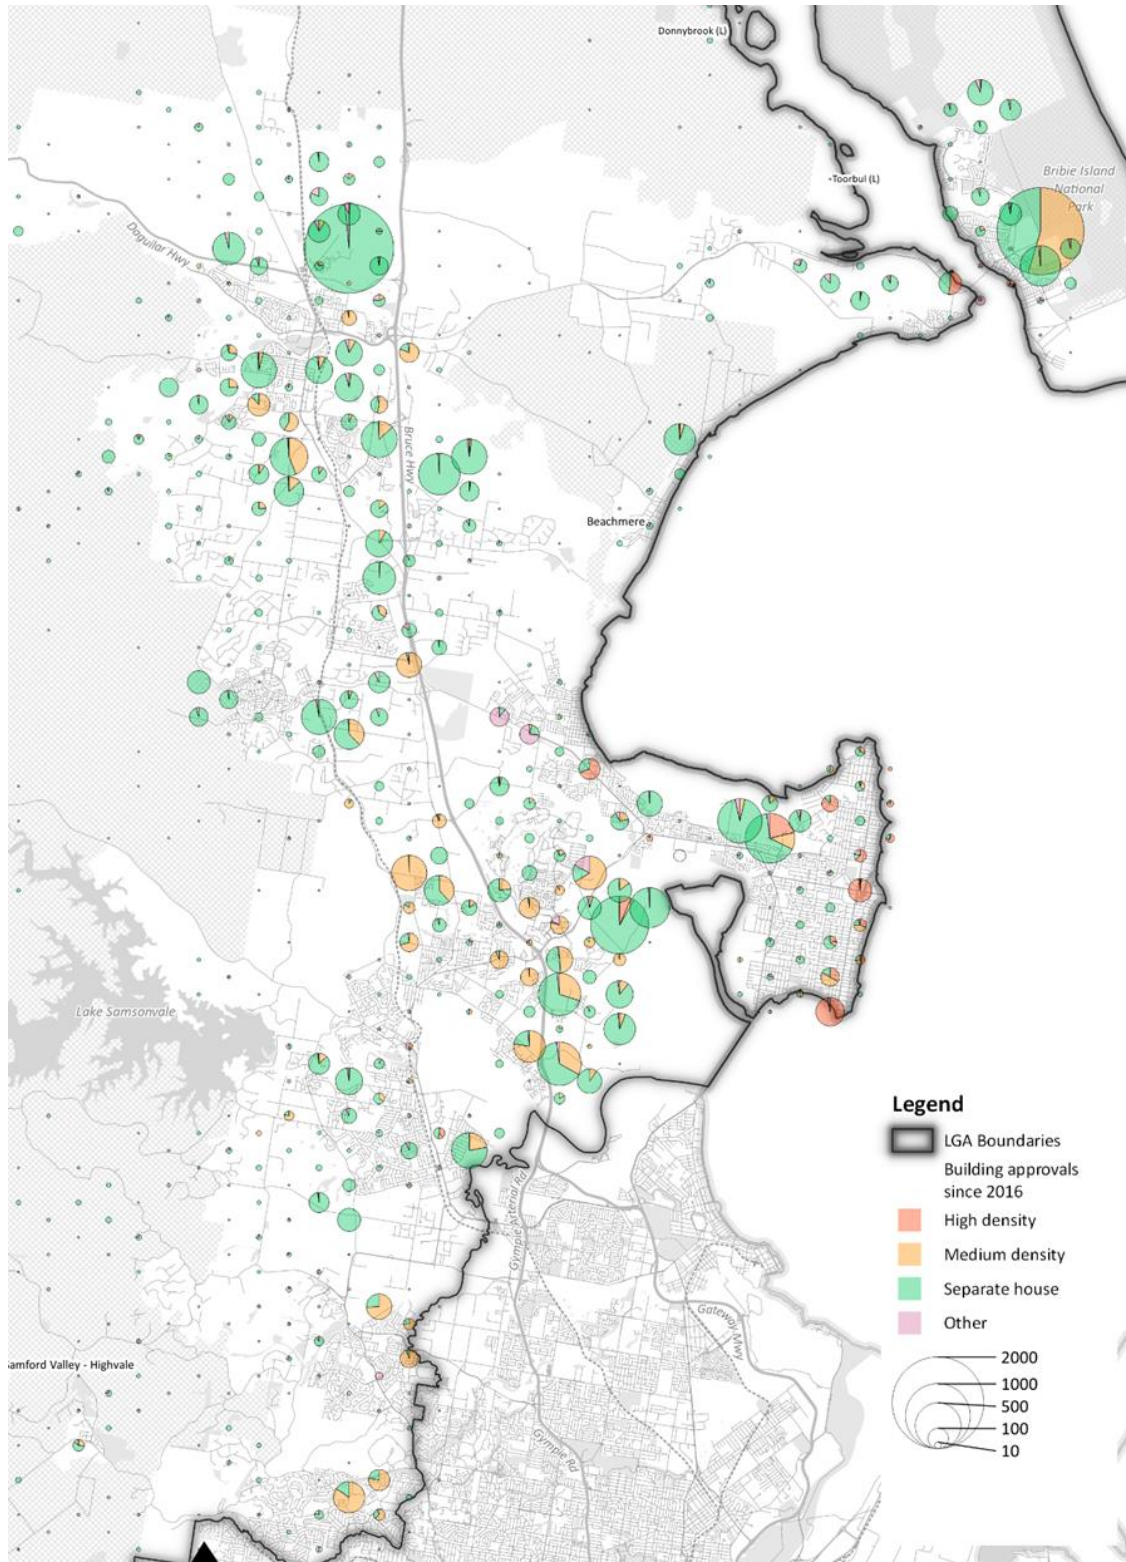 Donnybrook (L)
Toorbul (L)
Bribie Island
National
Park
Daguilar Hwy
Bruce Hwy
Beachmere
Lake Samsonvale
Gympie Arterial Rd
Gateway Mwy
Gympie Rd
amford Valley - Highvale
Legend
LGA Boundaries
Building approvals
since 2016
High density
Medium density
Separate house
Other
2000
1000
500
100
10